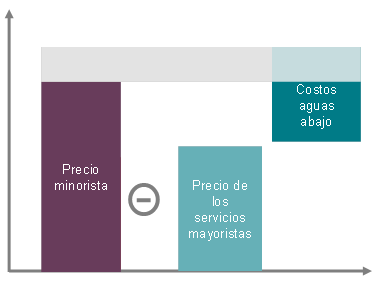 Precio
minorista
Precio de
los
servicios
mayoristas
Costos
aguas
abajo